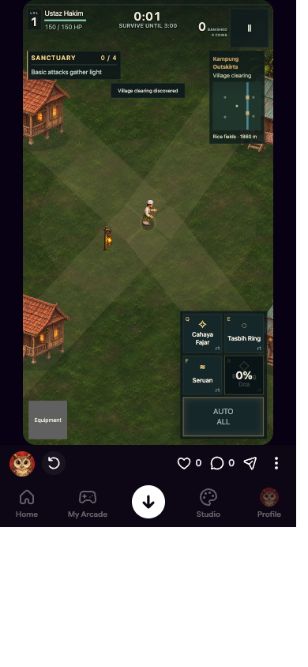 LVL
1
Ustaz Hakim
150 / 150 HP
0:01
SURVIVE UNTIL 3:00
0 BANISHED
II
SANCTUARY 0 / 4
Basic attacks gather light
Village clearing discovered
Kampung
Outskirts
Village clearing
Rice fields
Q
Cahaya
Fajar
E
Tasbih Ring
F
Seruan
0%
AUTO
ALL
Equipment
0
0
Home
My Arcade
Studio
Profile